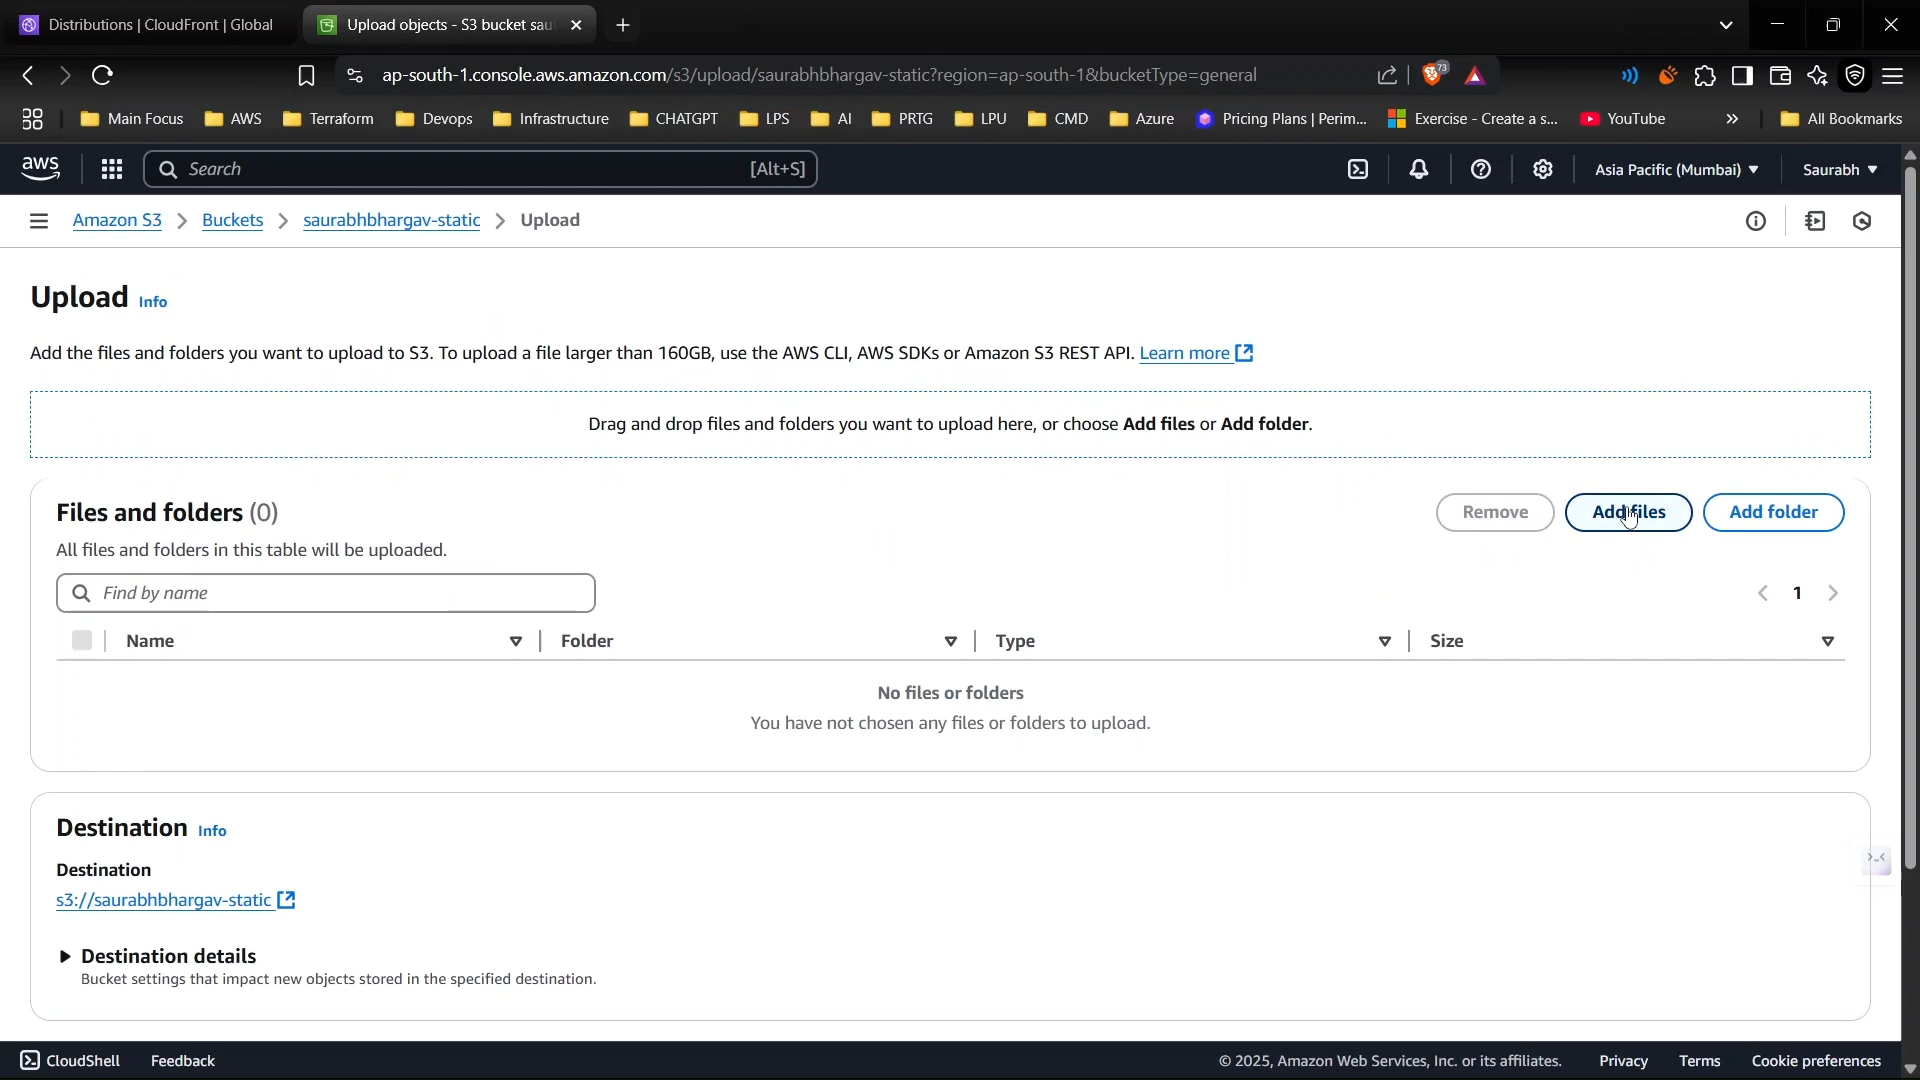 Distributions | CloudFront | Global
Upload objects - S3 bucket sau
ap-south-1.console.aws.amazon.com/s3/upload/saurabhbhargav-static?region=ap-south-1&bucketType=general
73
Main Focus
AWS
Terraform
Devops
Infrastructure
CHATGPT
LPS
AI
PRTG
LPU
CMD
Azure
Pricing Plans | Perim...
Exercise - Create a s...
YouTube
All Bookmarks
aws
Search
[Alt+S]
Asia Pacific (Mumbai)
Saurabh
Amazon S3
Buckets
saurabhbhargav-static
Upload
Upload Info
Add the files and folders you want to upload to S3. To upload a file larger than 160GB, use the AWS CLI, AWS SDKs or Amazon S3 REST API. Learn more
Drag and drop files and folders you want to upload here, or choose Add files or Add folder.
Files and folders (0)
Remove
Add files
Add folder
All files and folders in this table will be uploaded.
Find by name
1
Name
Folder
Type
Size
No files or folders
You have not chosen any files or folders to upload.
Destination Info
Destination
s3://saurabhbhargav-static
Destination details
Bucket settings that impact new objects stored in the specified destination.
CloudShell
Feedback
© 2025, Amazon Web Services, Inc. or its affiliates.
Privacy
Terms
Cookie preferences